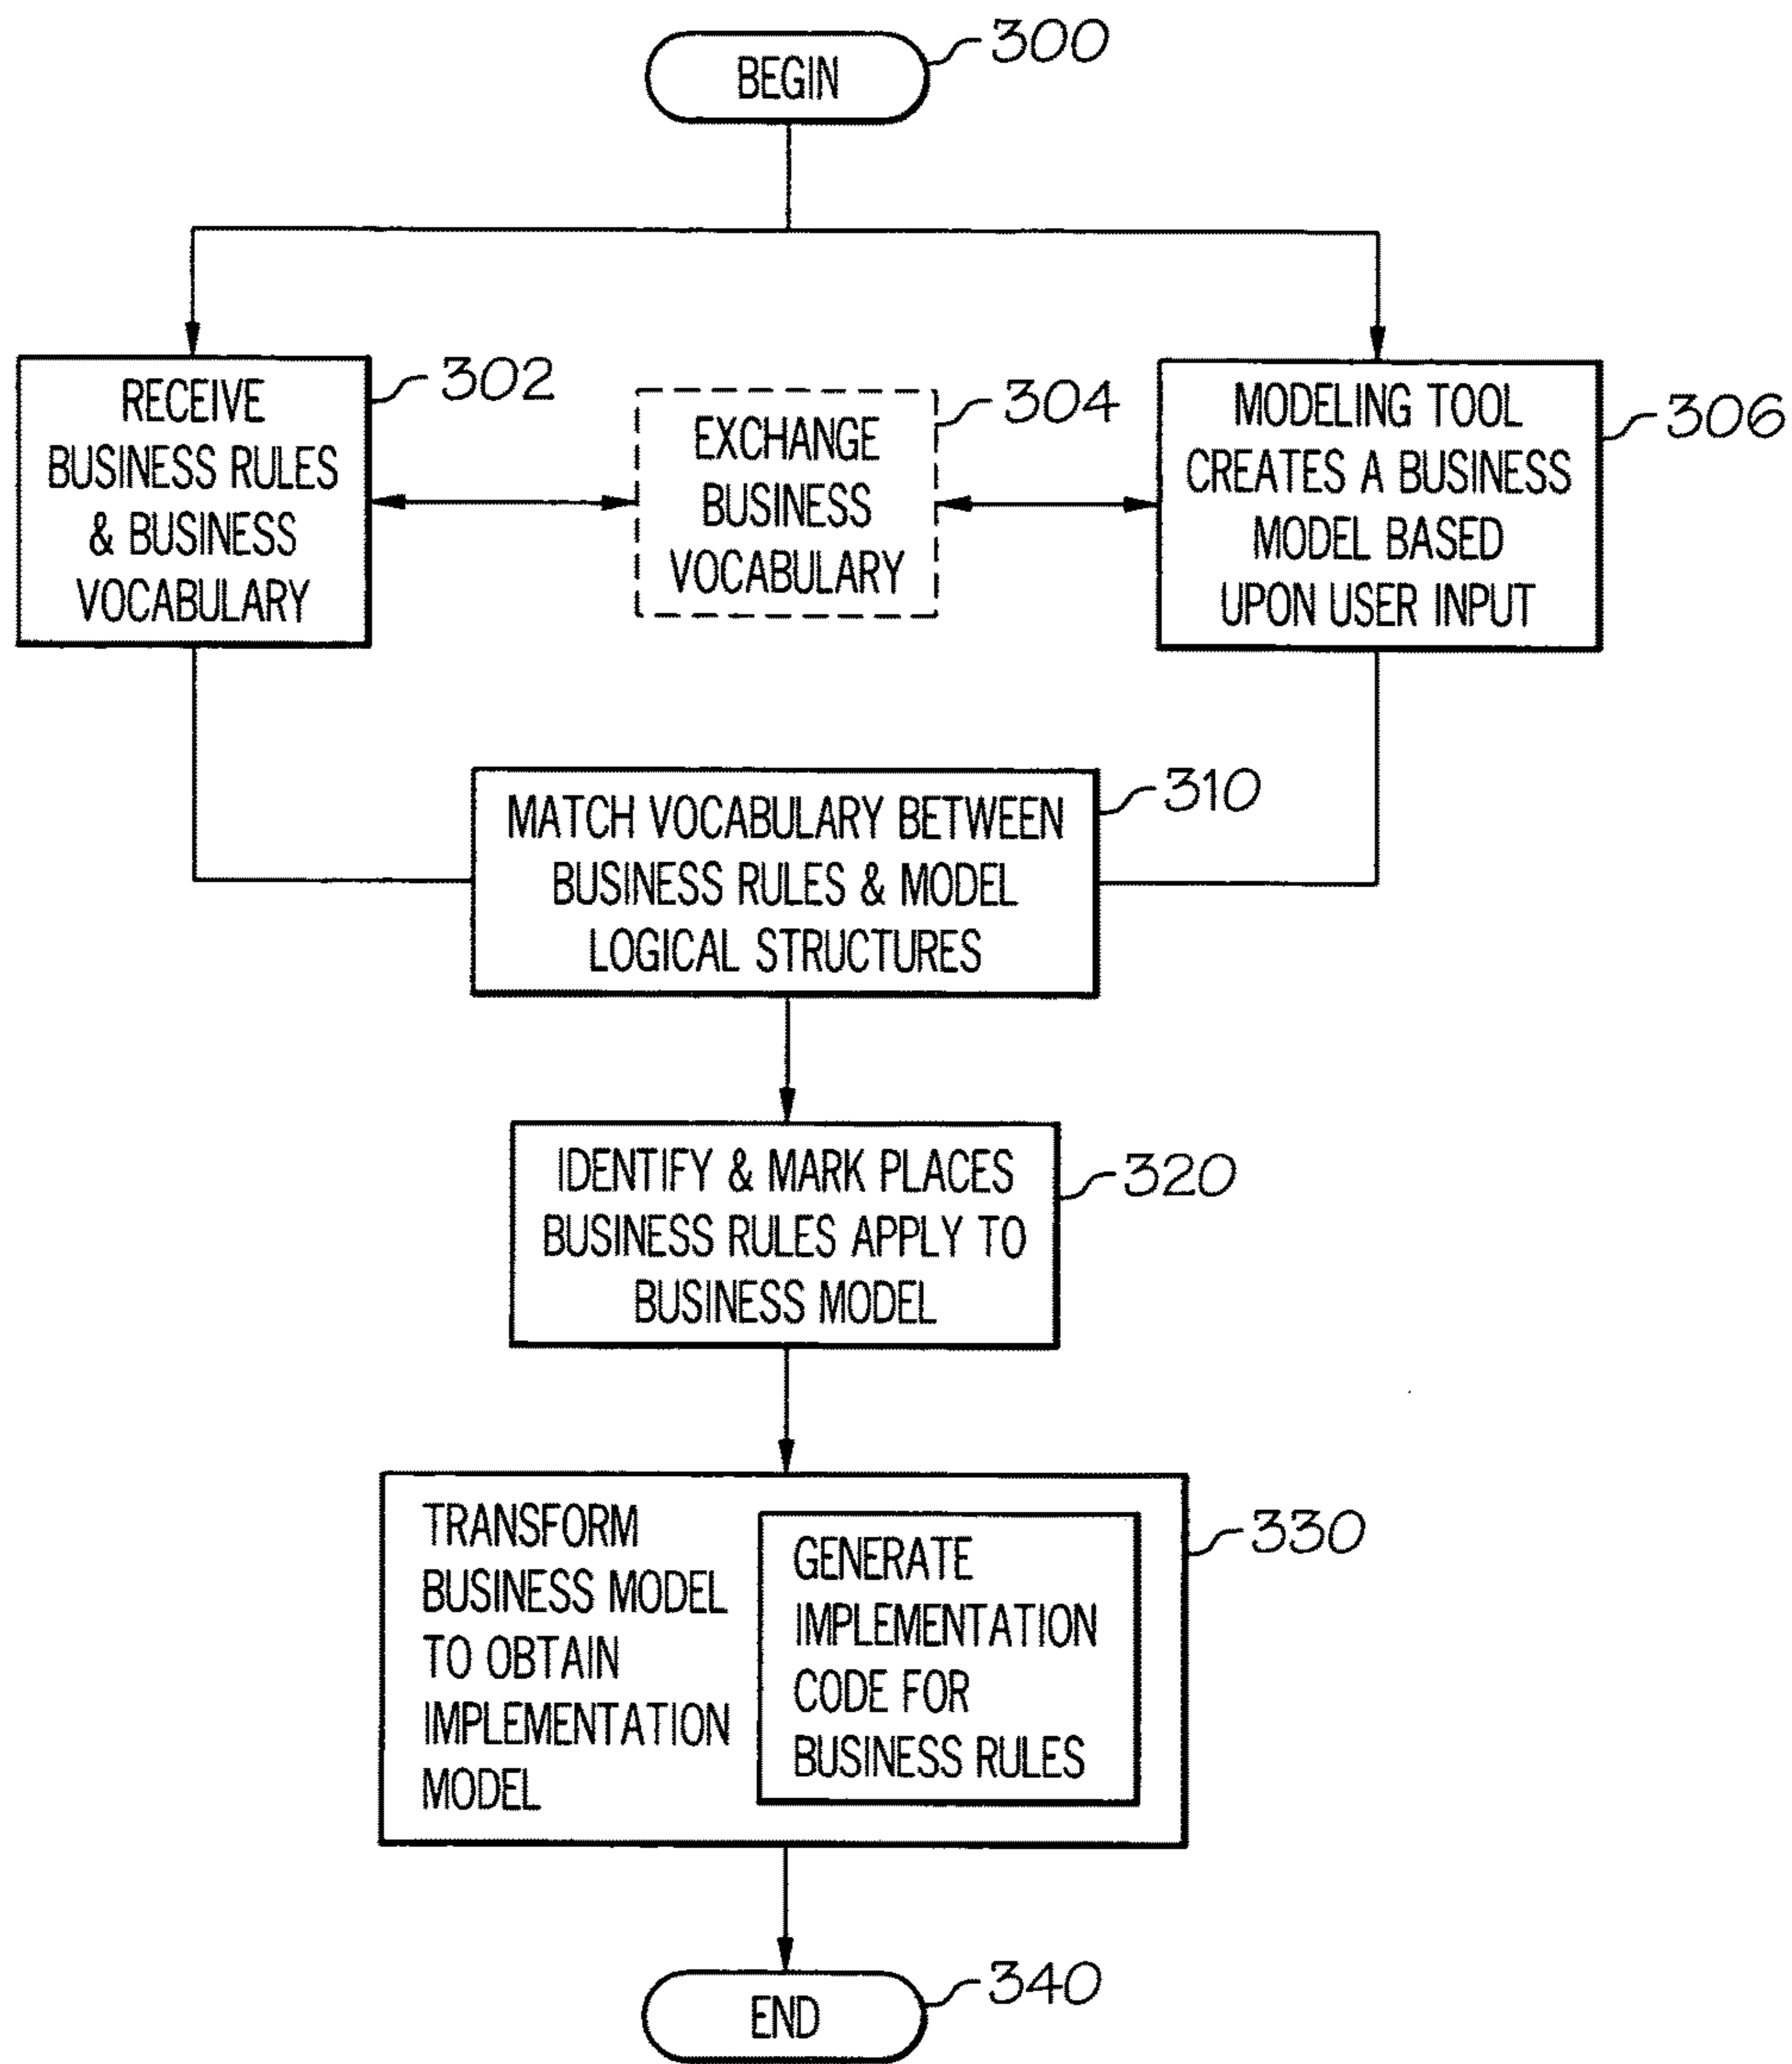 BEGIN
300
RECEIVE
BUSINESS RULES
& BUSINESS
VOCABULARY
302
EXCHANGE
BUSINESS
VOCABULARY
304
MODELING TOOL
CREATES A BUSINESS
MODEL BASED
UPON USER INPUT
306
MATCH VOCABULARY BETWEEN
BUSINESS RULES & MODEL
LOGICAL STRUCTURES
310
IDENTIFY & MARK PLACES
BUSINESS RULES APPLY TO
BUSINESS MODEL
320
TRANSFORM
BUSINESS MODEL
TO OBTAIN
IMPLEMENTATION
MODEL
GENERATE
IMPLEMENTATION
CODE FOR
BUSINESS RULES
330
END
340